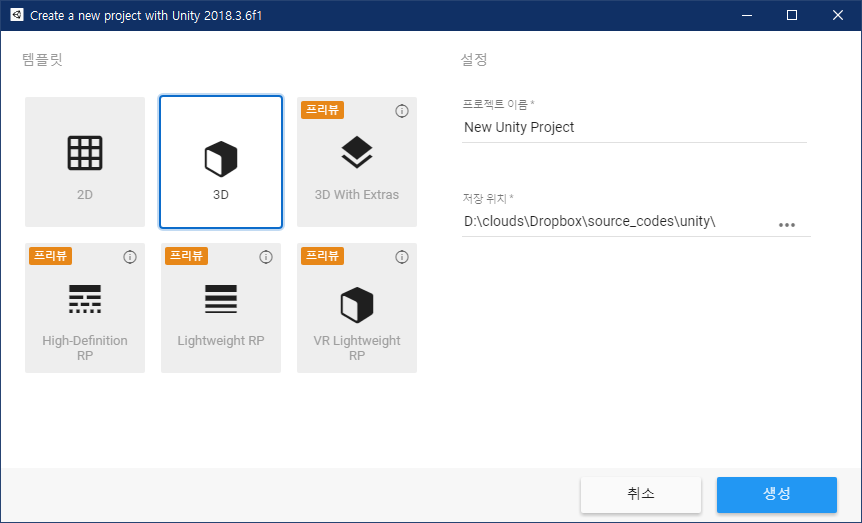 Create a new project with Unity 2018.3.6f1
템플릿
2D
3D
프리뷰
3D With Extras
프리뷰
High-Definition
RP
프리뷰
Lightweight RP
프리뷰
VR Lightweight
RP
설정
프로젝트 이름 *
New Unity Project
저장 위치 *
D:\clouds\Dropbox\source_codes\unity\
취소
생성